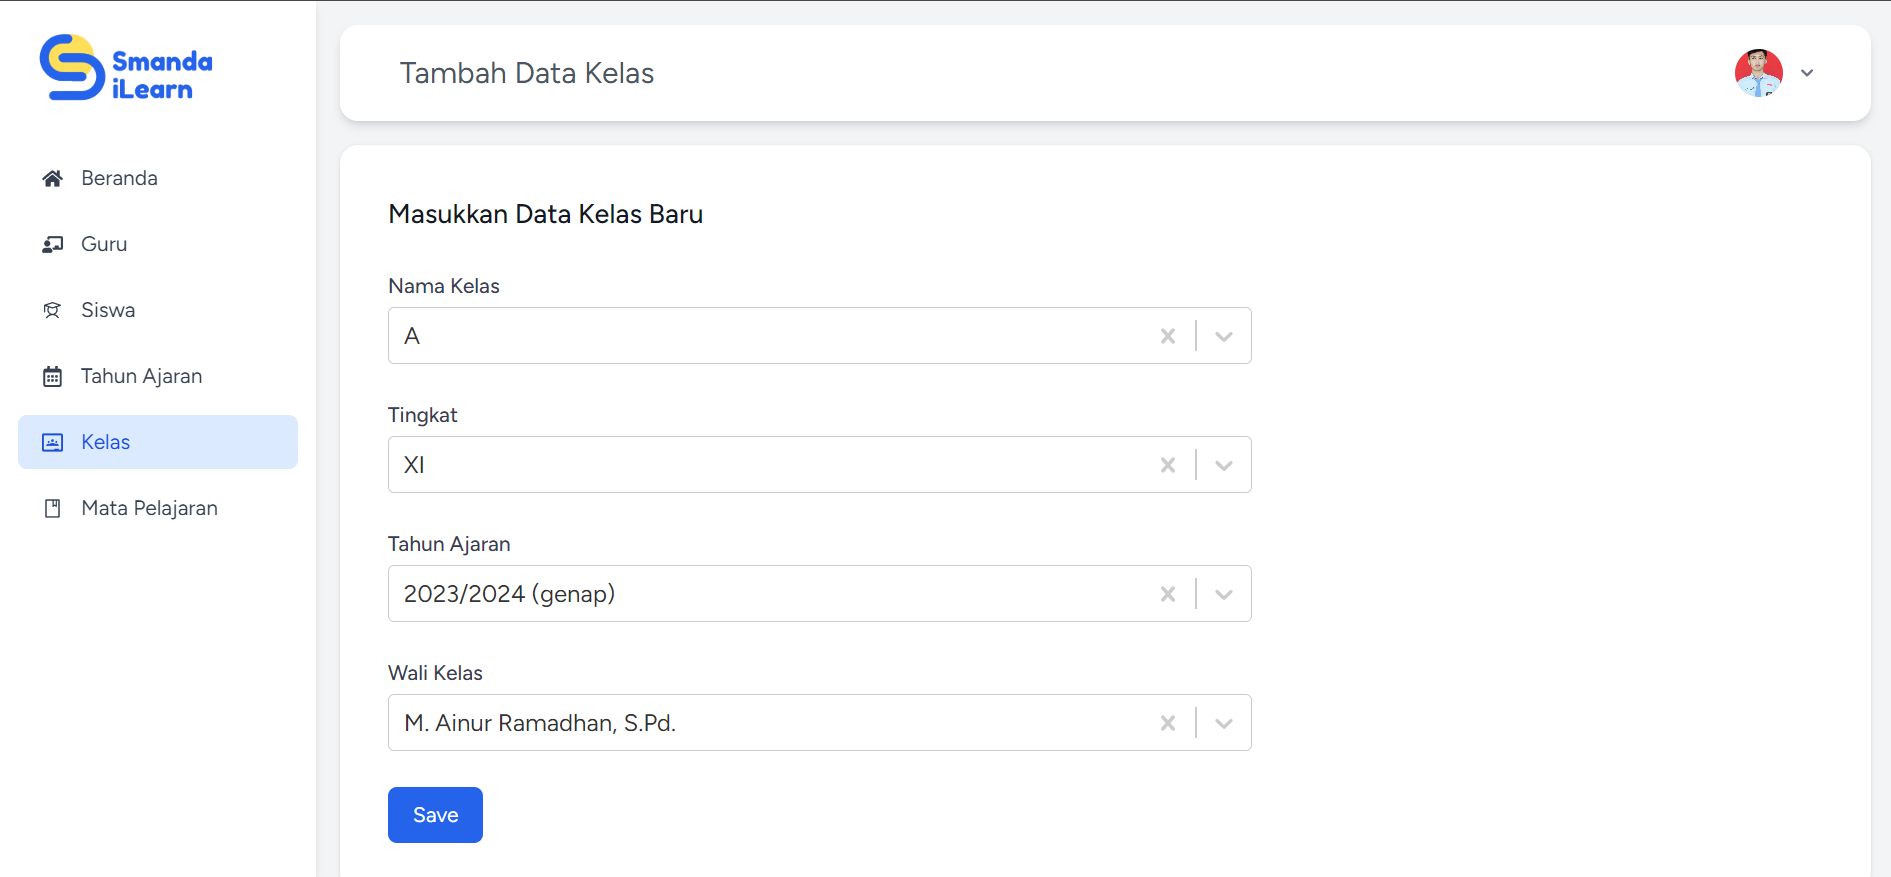 Smanda
iLearn
Beranda
Guru
Siswa
Tahun Ajaran
Kelas
Mata Pelajaran
Tambah Data Kelas
Masukkan Data Kelas Baru
Nama Kelas
A
Tingkat
XI
Tahun Ajaran
2023/2024 (genap)
Wali Kelas
M. Ainur Ramadhan, S.Pd.
Save